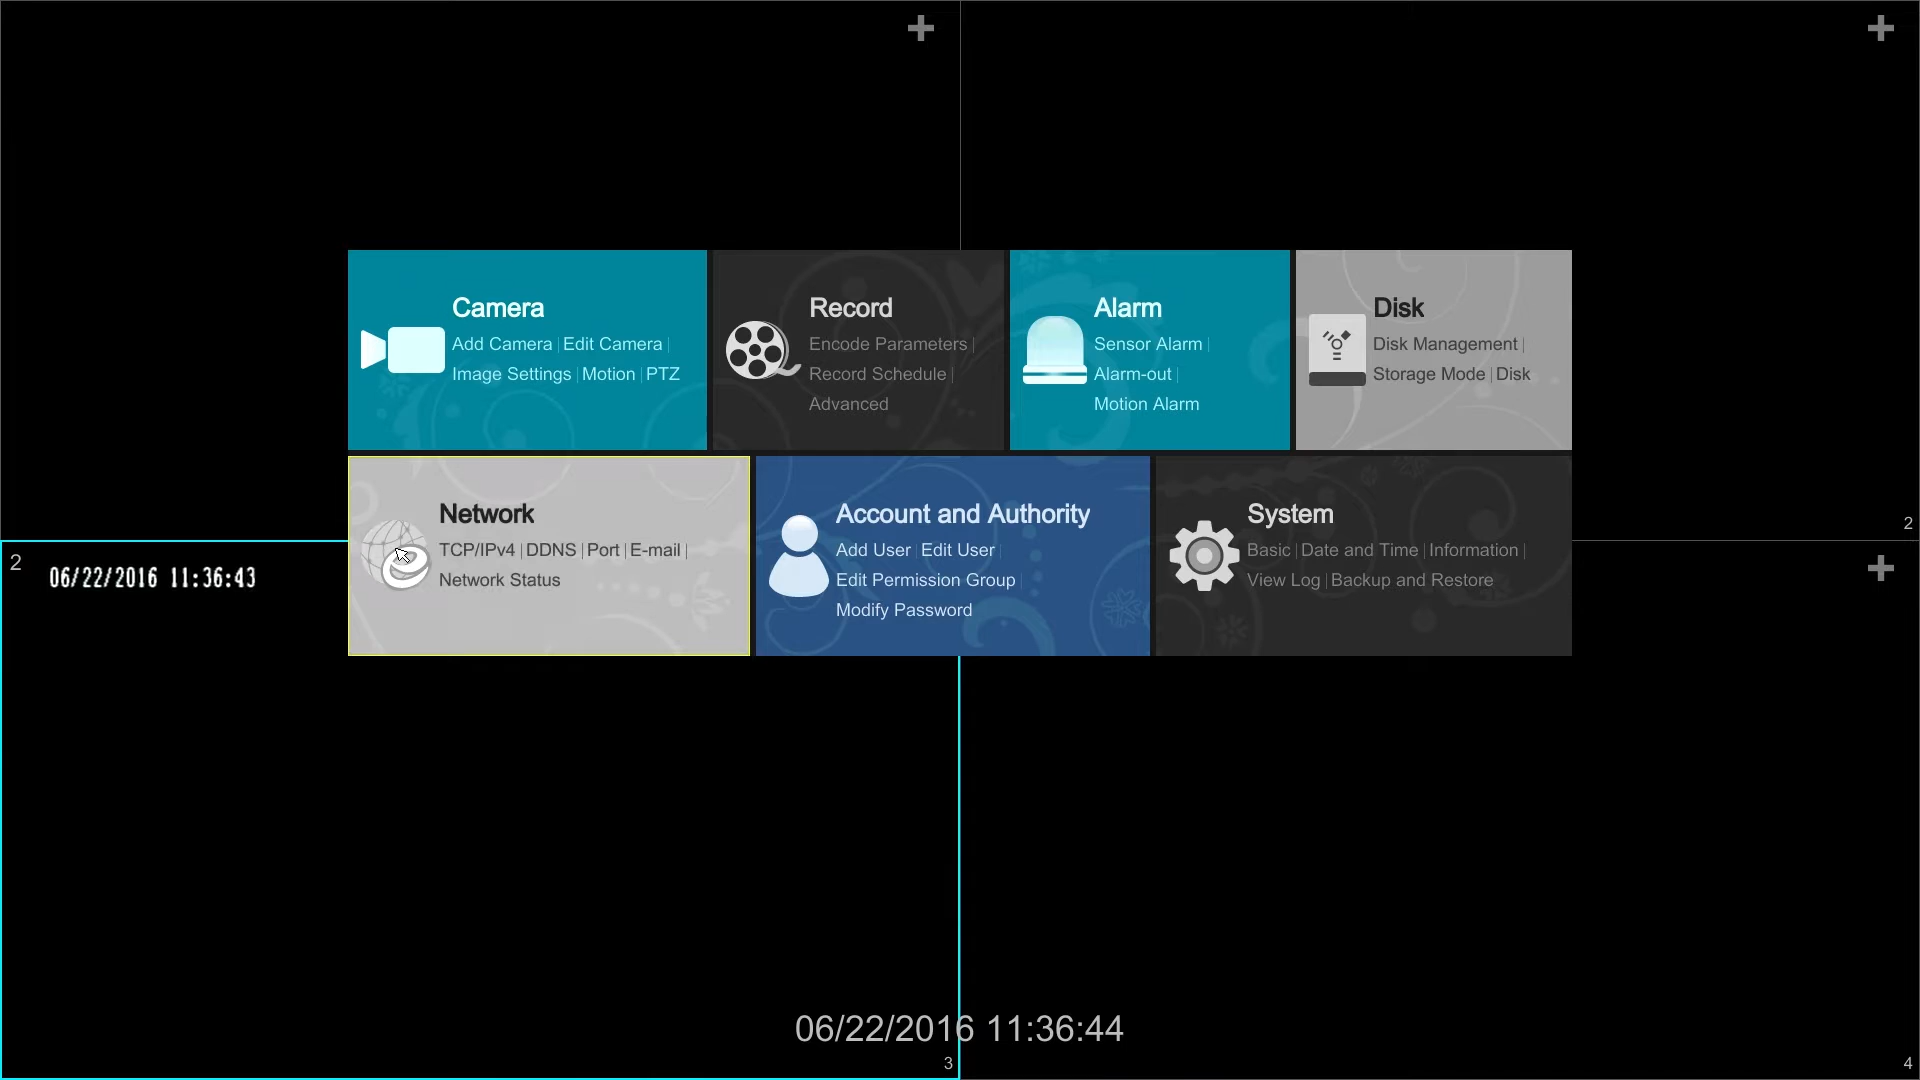 Camera
Add Camera | Edit Camera |
Image Settings | Motion | PTZ
Record
Encode Parameters |
Record Schedule |
Advanced
Alarm
Sensor Alarm |
Alarm-out |
Motion Alarm
Disk
Disk Management |
Storage Mode | Disk
Network
TCP/IPv4 | DDNS | Port | E-mail |
Network Status
Account and Authority
Add User | Edit User |
Edit Permission Group |
Modify Password
System
Basic | Date and Time | Information |
View Log | Backup and Restore
2
2
06/22/2016 11:36:43
06/22/2016 11:36:44
3
4